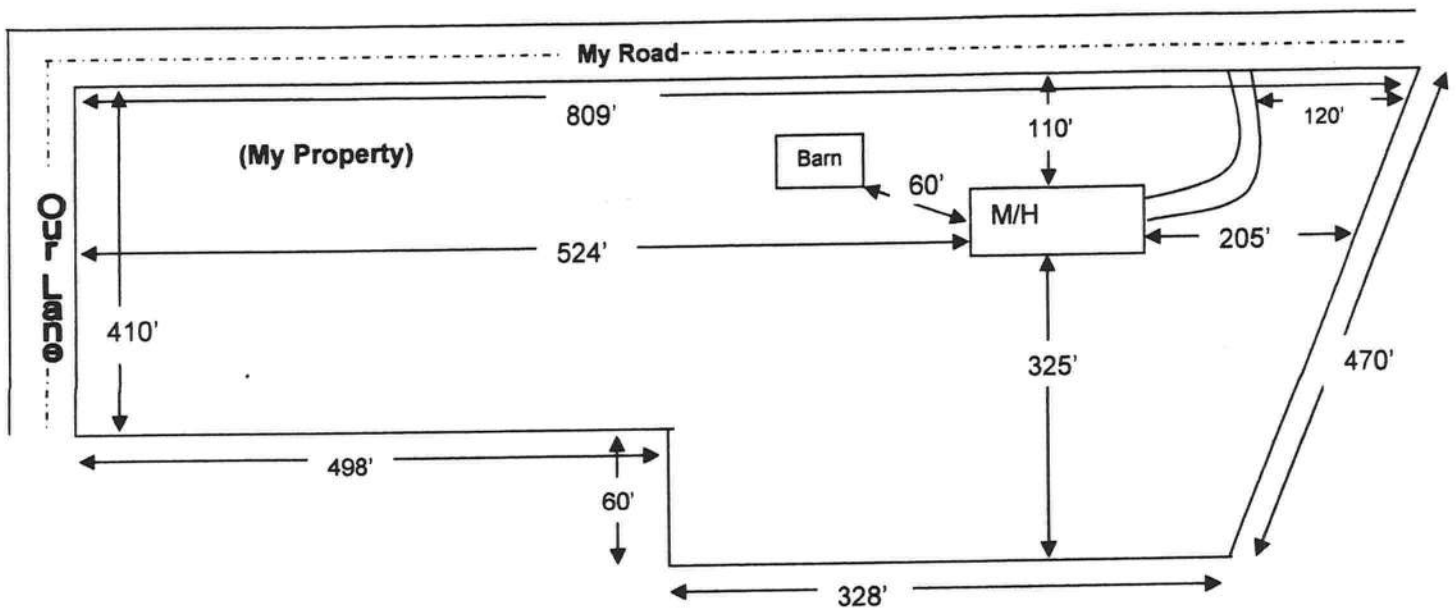 My Road
809'
110'
120'
(My Property)
Barn
60'
M/H
Our Lane
524'
205'
410'
325'
470'
498'
60'
328'